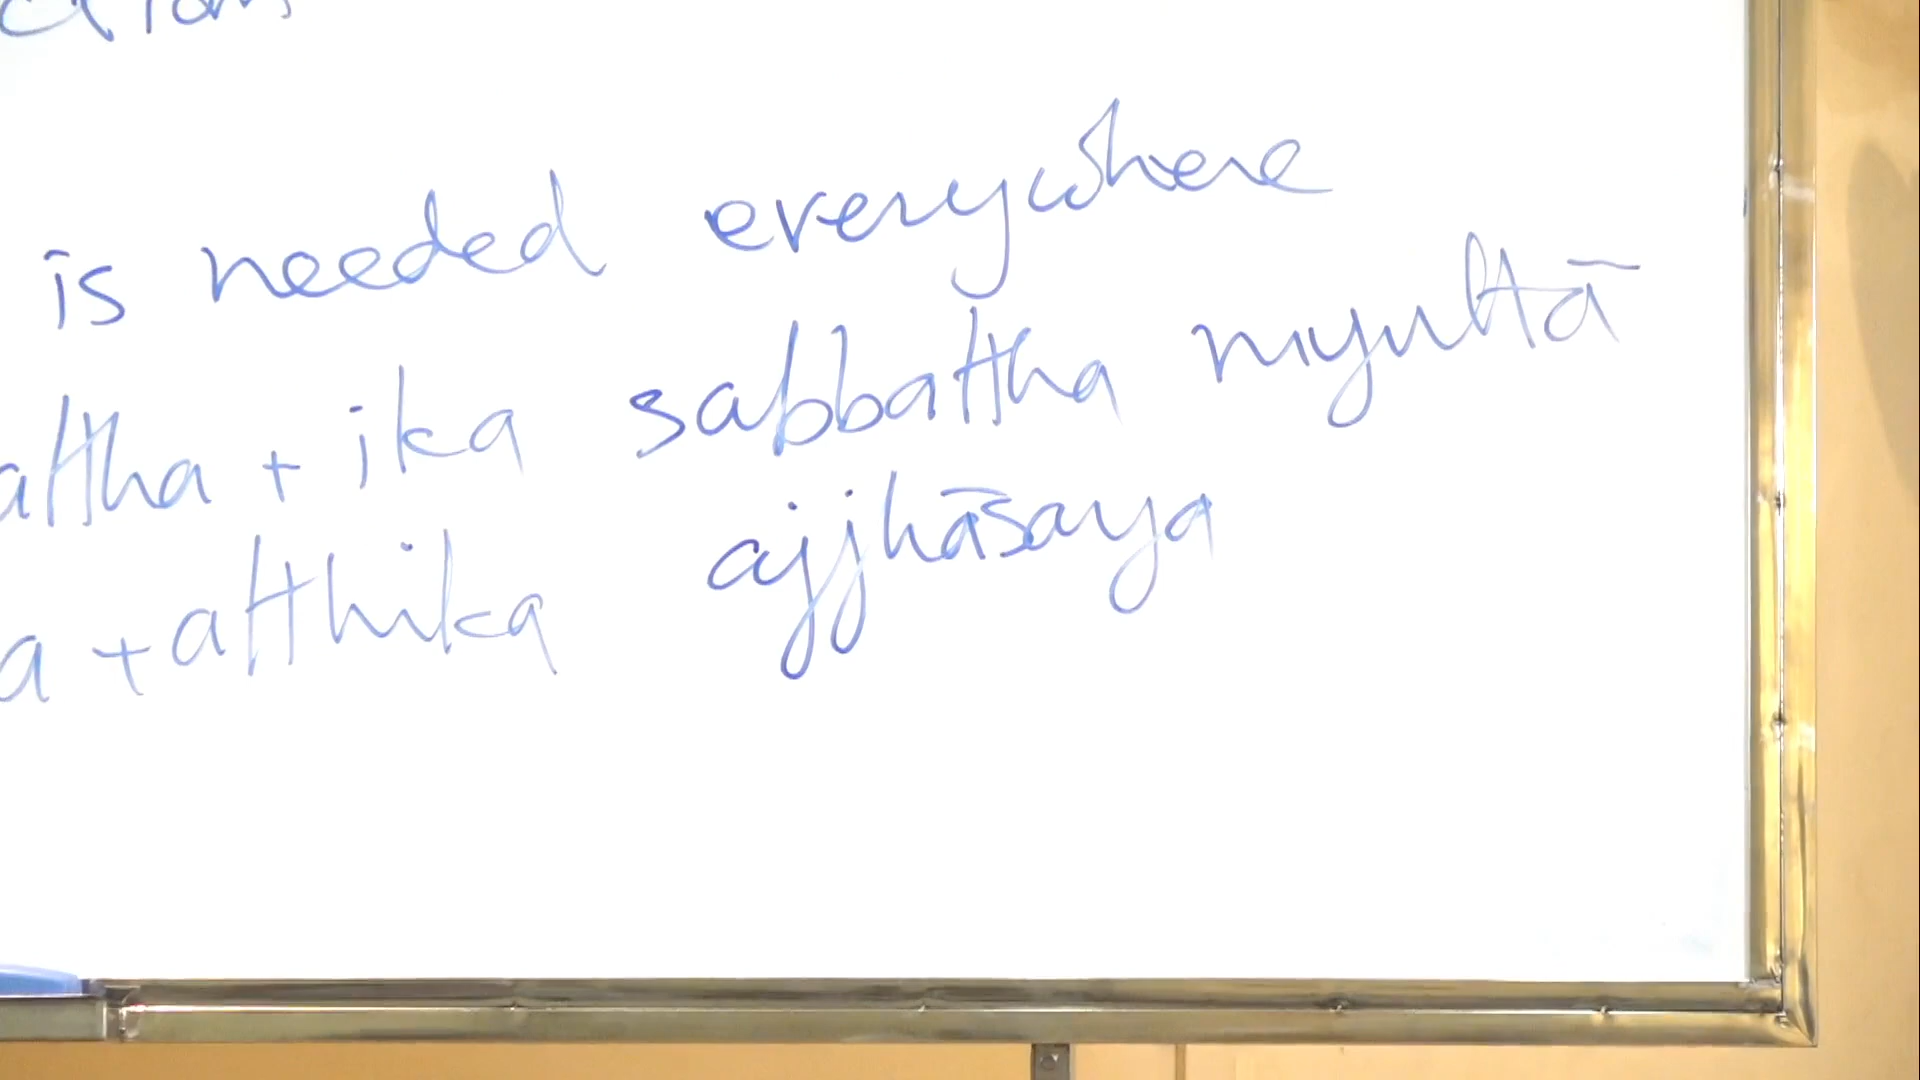 is needed everywhere
attha + ika sabbattha niyuttā
a + atthika ajjhāsaya